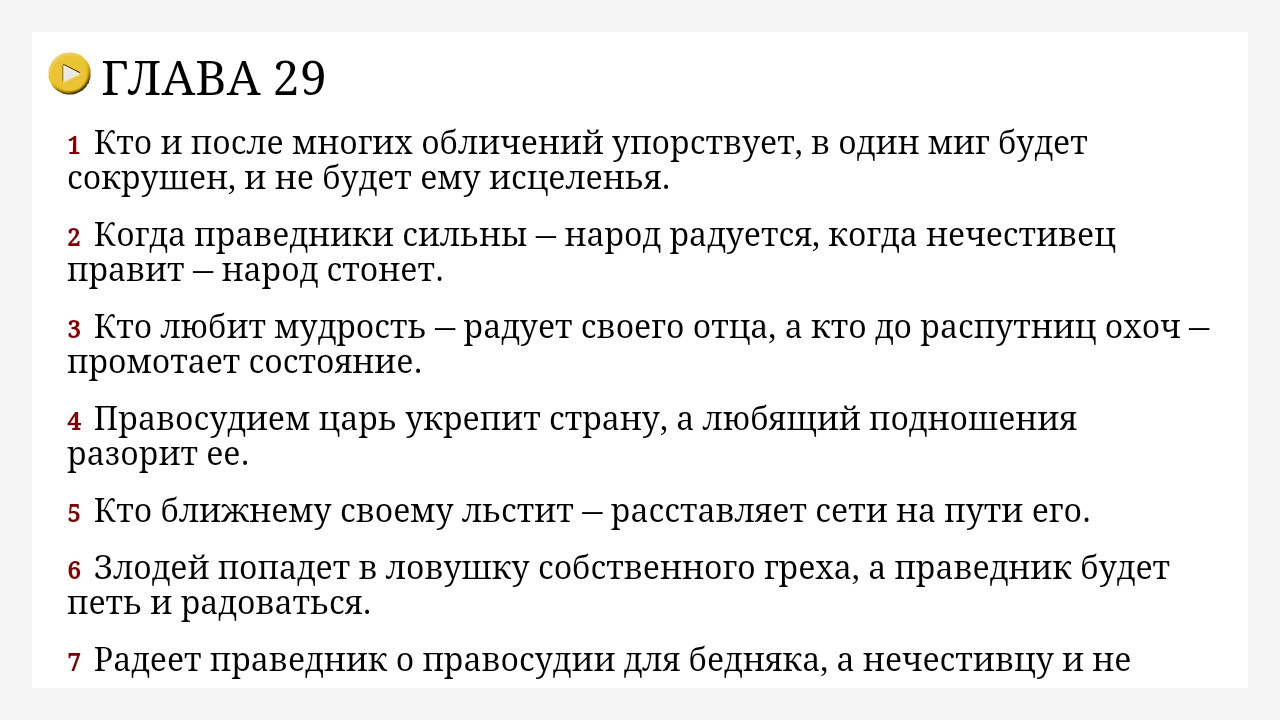 ГЛАВА 29
1 Кто и после многих обличений упорствует, в один миг будет
сокрушен, и не будет ему исцеленья.
2 Когда праведники сильны – народ радуется, когда нечестивец
правит – народ стонет.
3 Кто любит мудрость – радует своего отца, а кто до распутниц охоч –
промотает состояние.
4 Правосудием царь укрепит страну, а любящий подношения
разорит ее.
5 Кто ближнему своему льстит – расставляет сети на пути его.
6 Злодей попадет в ловушку собственного греха, а праведник будет
петь и радоваться.
7 Радеет праведник о правосудии для бедняка, а нечестивцу и не